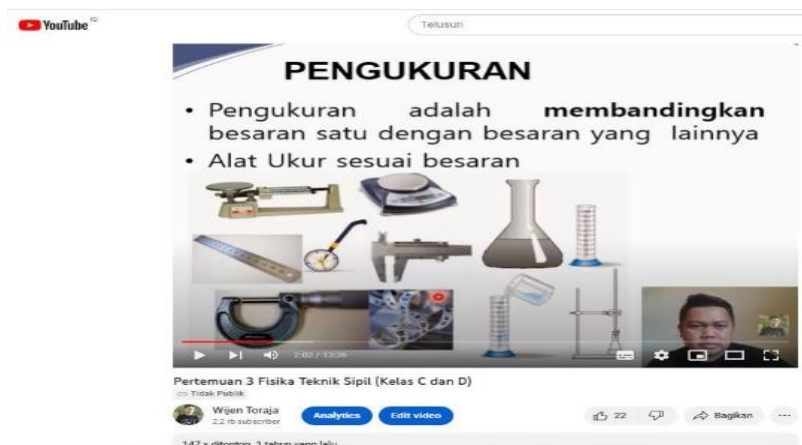 YouTube ID
Telusuri
PENGUKURAN
• Pengukuran adalah membandingkan
besaran satu dengan besaran yang lainnya
• Alat Ukur sesuai besaran
2:02 / 13:36
Pertemuan 3 Fisika Teknik Sipil (Kelas C dan D)
Tidak Publik
Wijen Toraja
2,2 rb subscriber
Analytics
Edit video
22
Bagikan
147 x ditonton 1 tahun yang lalu